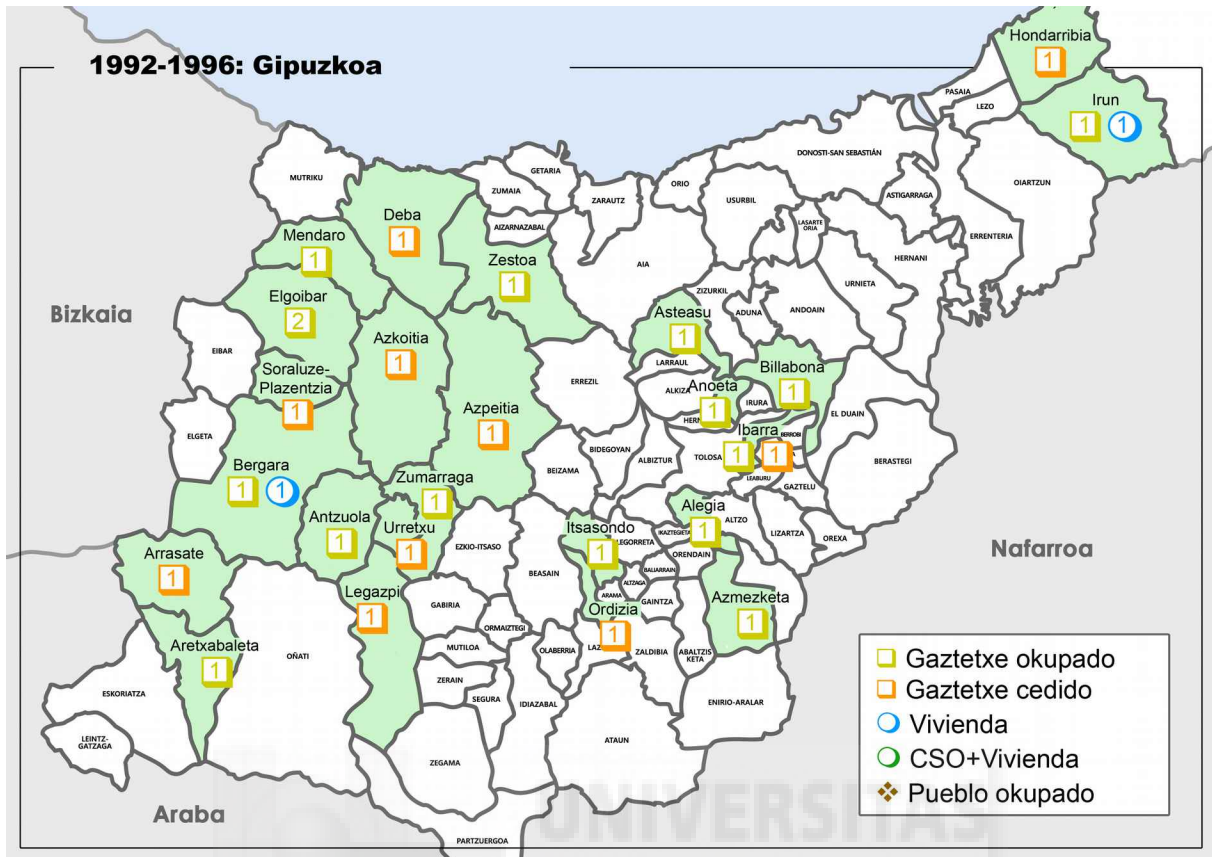 1992-1996: Gipuzkoa
Hondarribia
1
PASAIA
LEZO
Irun
1
1
DONOSTI-SAN SEBASTIÁN
GETARIA
MUTRIKU
ZUMAIA
ORIO
OIARTZUN
ZARAUTZ
USURBIL
ASTIGARRAGA
Deba
1
AIZARNAZABAL
LASARTE
ORIA
Mendaro
1
ERRENTERIA
Zestoa
1
AIA
HERNANI
ZIZURKIL
URNIETA
Elgoibar
2
Bizkaia
ADUNA
ANDOAIN
Asteasu
1
Azkoitia
1
EIBAR
LARRAUL
Soraluze-
Plazentzia
1
Billabona
1
ERREZIL
ALKIZA
Anoeta
1
IRURA
Azpeitia
1
HERN
EL DUAIN
ELGETA
Ibarra
BERROBI
1
1
TOLOSA
BIDEGOYAN
ALBIZTUR
BEIZAMA
BERASTEGI
Bergara
1
1
Zumarraga
1
LEABURU
GAZTELU
Antzuola
1
Urretxu
1
Itsasondo
1
LEGORRETA
Alegia
1
ALTZO
IKAZTEGIETA
LIZARTZA
OREXA
Nafarroa
EZKIO-ITSASO
ORENDAIN
Arrasate
1
BEASAIN
BALIARRAIN
ALTZAGA
ARAMA
GAINTZA
Azmezketa
1
Legazpi
1
GABIRIA
Ordizia
1
ORMAIZTEGI
Aretxabaleta
1
OÑATI
MUTILOA
OLABERRIA
LAZ
ZALDIBIA
ABALTZIS
KETA
ZERAIN
ESKORIATZA
SEGURA
IDIAZABAL
ENIRIO-ARALAR
LEINTZ-
GATZAGA
ATAUN
ZEGAMA
Araba
PARTZUERGOA
Gaztetxe okupado
Gaztetxe cedido
Vivienda
CSO+Vivienda
Pueblo okupado
UNIVERSITAS